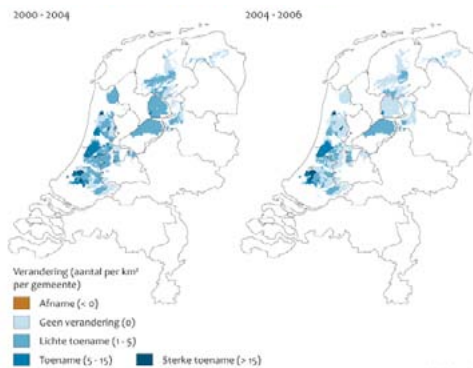 2000 - 2004
2004 - 2006
Verandering (aantal per km²
per gemeente)
Afname (< 0)
Geen verandering (0)
Lichte toename (1 - 5)
Toename (5 - 15)
Sterke toename (> 15)